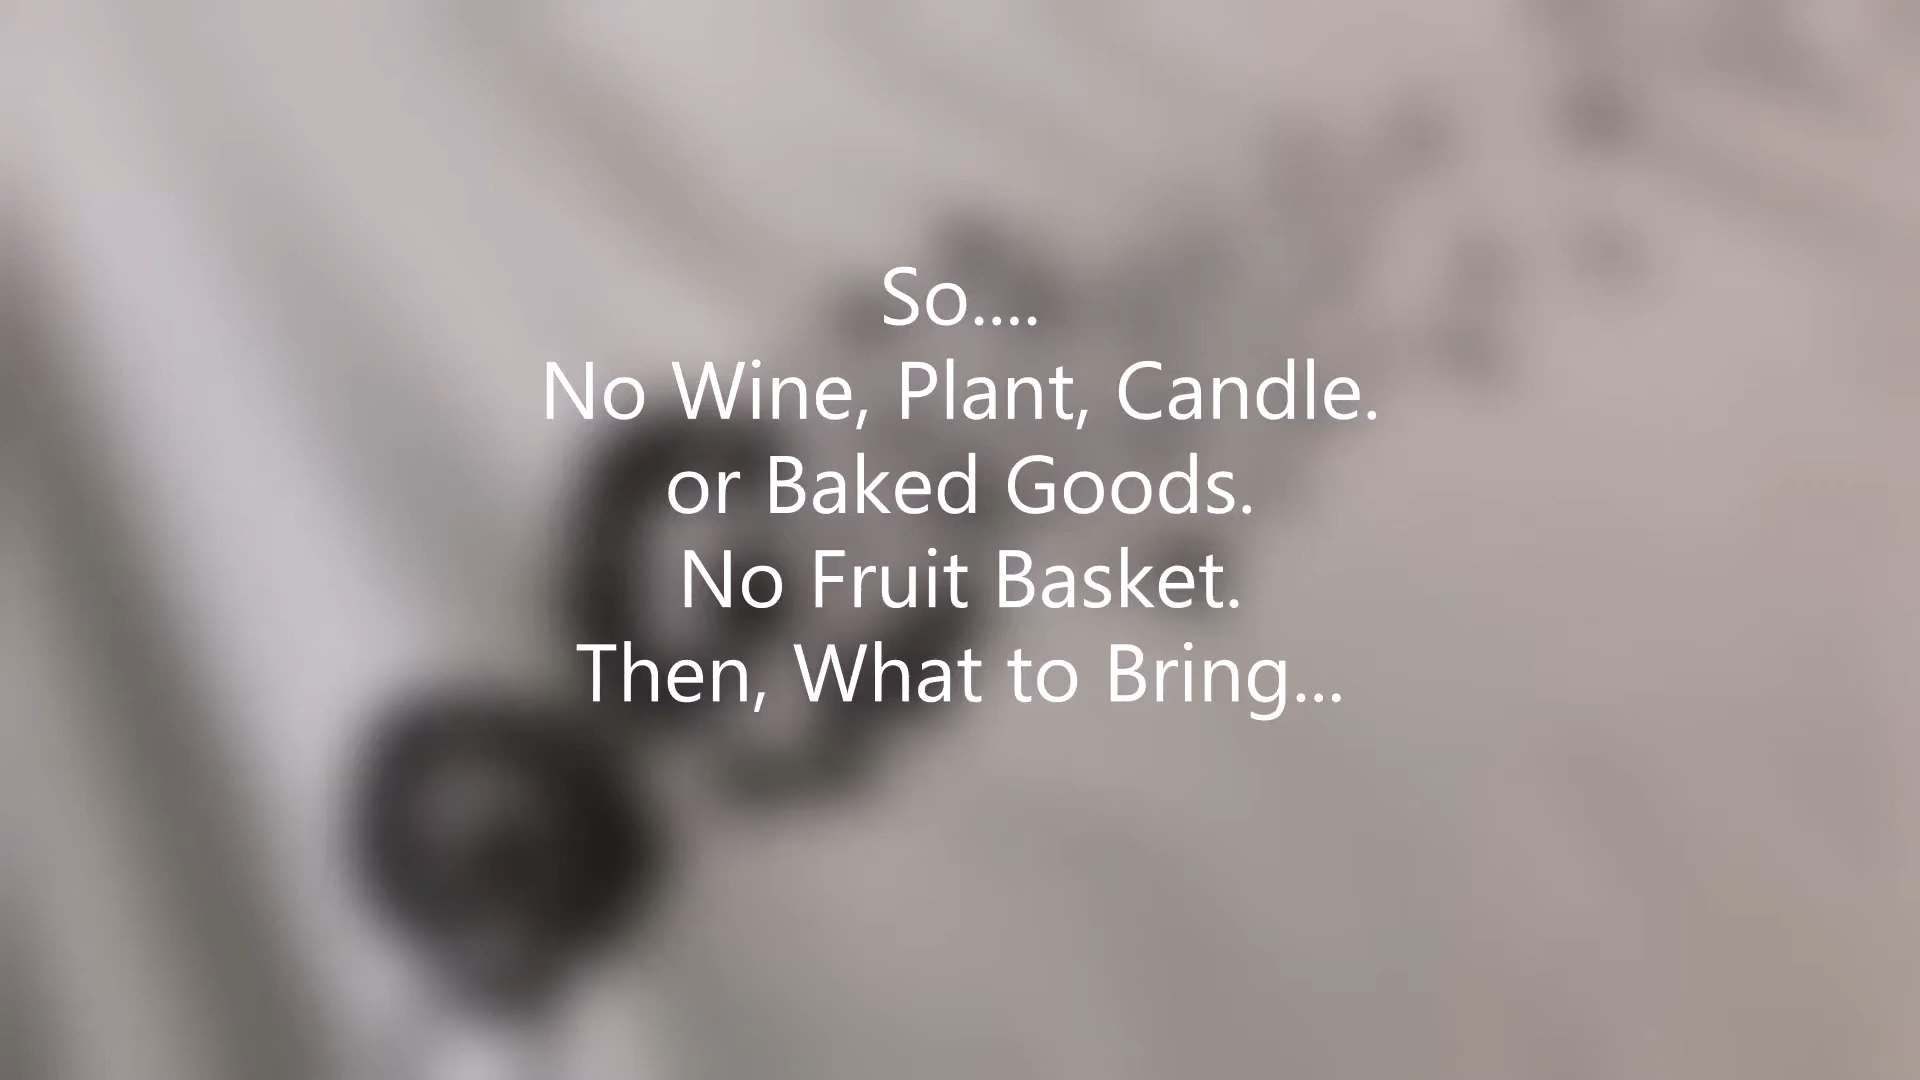 So....
No Wine, Plant, Candle.
or Baked Goods.
No Fruit Basket.
Then, What to Bring...